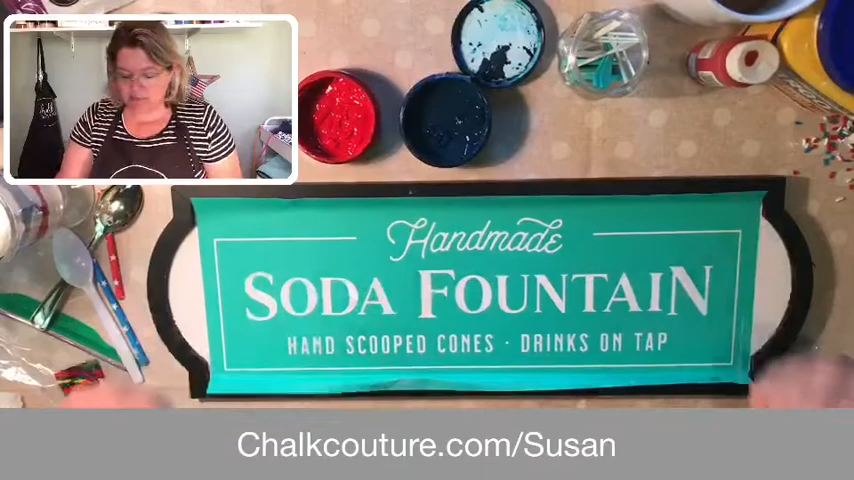 Handmade
SODA FOUNTAIN
HAND SCOOPED CONES · DRINKS ON TAP
Chalkcouture.com/Susan